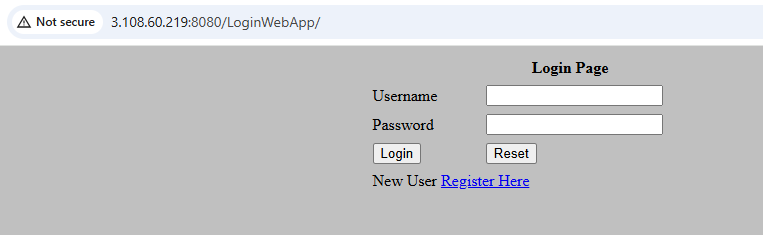 Not secure 3.108.60.219:8080/LoginWebApp/
Login Page
Username
Password
Login Reset
New User Register Here